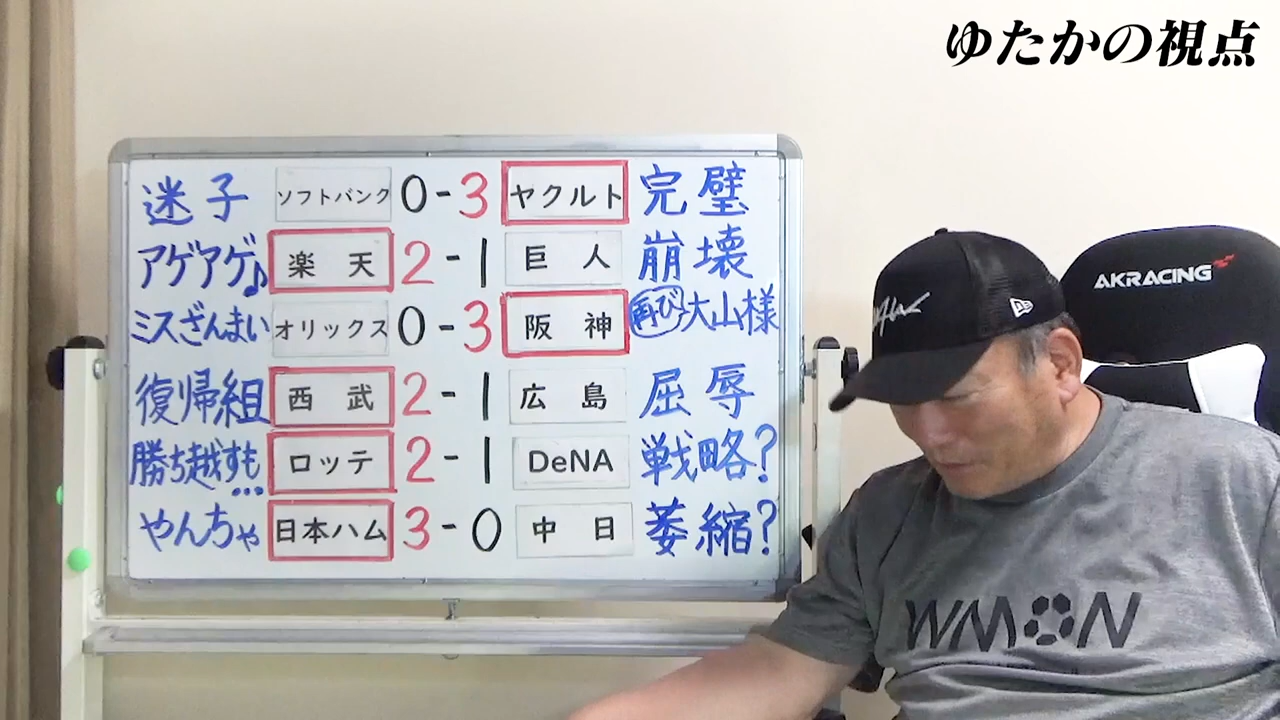 ゆたかの視点
迷子 ソフトバンク 0-3 ヤクルト 完璧
アゲアゲ♪ 楽天 2-1 巨人 崩壊
ミスざんまい オリックス 0-3 阪神 再び大山様
復帰組 西武 2-1 広島 屈辱
勝ち越すも… ロッテ 2-1 DeNA 戦略?
やんちゃ 日本ハム 3-0 中日 萎縮?
AKRACING
WMON